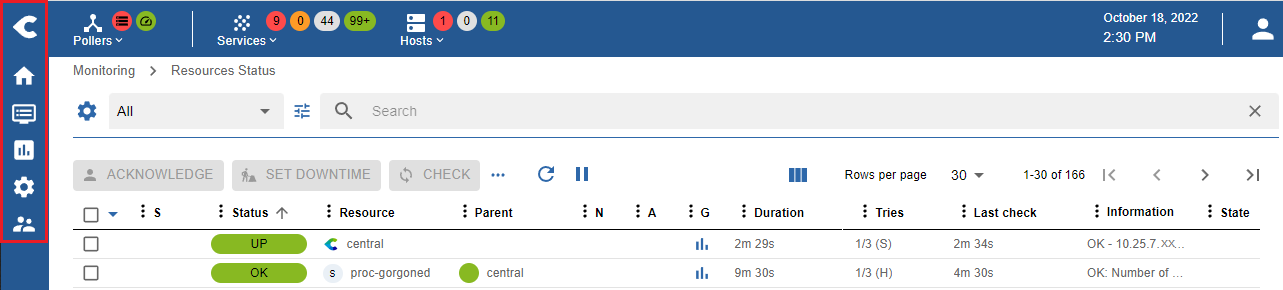 9 0 44 99+ 1 0 11 October 18, 2022
Pollers Services Hosts 2:30 PM
Monitoring > Resources Status
All Search
ACKNOWLEDGE SET DOWNTIME CHECK ... Rows per page 30 1-30 of 166
S Status Resource Parent N A G Duration Tries Last check Information State
UP central 2m 29s 1/3 (S) 2m 34s OK - 10.25.7.XX...
OK S proc-gorgoned central 9m 30s 1/3 (H) 4m 30s OK: Number of ...